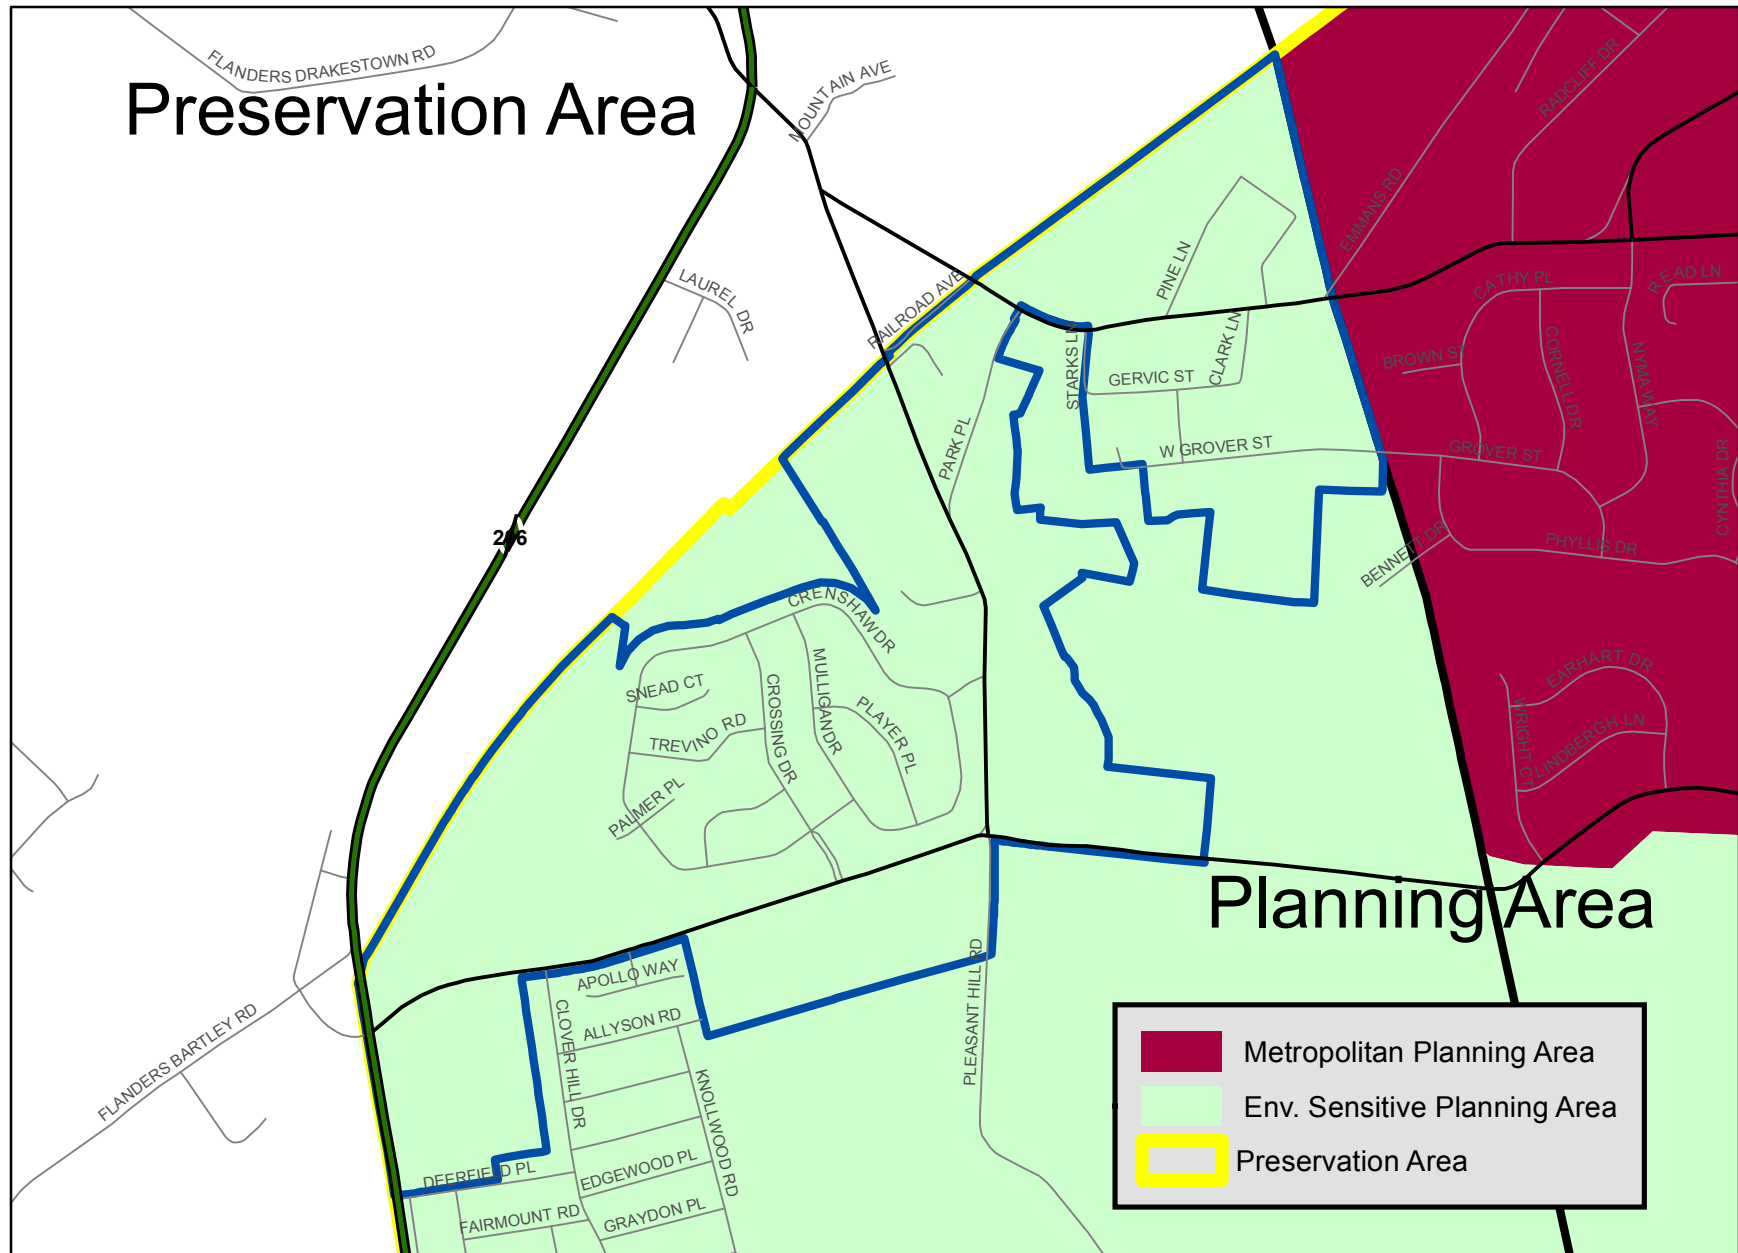 FLANDERS DRAKESTOWN RD
MOUNTAIN AVE
RADCLIFF DR
Preservation Area
EMMANS RD
PINE LN
LAUREL DR
RAILROAD AVE
CATHY PL
READ LN
STARKS LN
CLARK LN
GERVIC ST
BROWN ST
CORNELL DR
NYMA WAY
PARK PL
W GROVER ST
GROVER ST
CYNTHIA DR
206
BENNETT DR
PHYLLIS DR
CRENSHAW DR
SNEAD CT
CROSSING DR
MULLIGAN DR
PLAYER PL
TREVINO RD
PALMER PL
EARHART DR
WRIGHT CT
LINDBERGH LN
Planning Area
APOLLO WAY
ALLYSON RD
CLOVER HILL DR
PLEASANT HILL RD
FLANDERS BARTLEY RD
KNOLLWOOD RD
DEERFIELD PL
EDGEWOOD PL
FAIRMOUNT RD
GRAYDON PL
Metropolitan Planning Area
Env. Sensitive Planning Area
Preservation Area